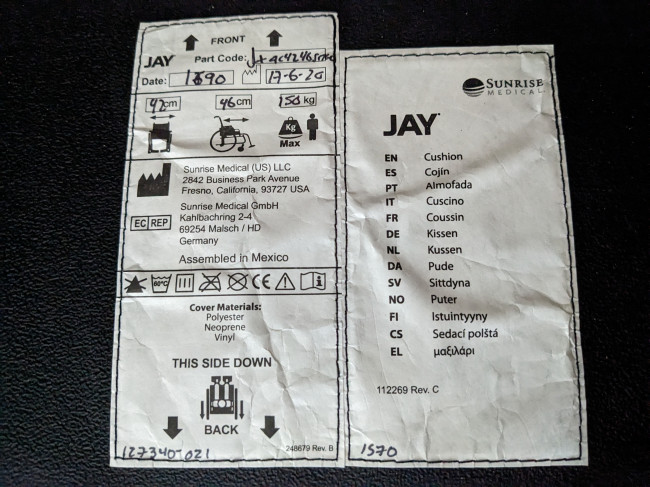 FRONT
JAY Part Code:
Date: 17-6-20
42cm 46cm 150 kg
Kg
Max
Sunrise Medical (US) LLC
2842 Business Park Avenue
Fresno, California, 93727 USA
Sunrise Medical GmbH
Kahlbachring 2-4
EC REP
69254 Malsch / HD
Germany
Assembled in Mexico
60°C CE i
Cover Materials:
Polyester
Neoprene
Vinyl
THIS SIDE DOWN
BACK
248679 Rev. B
127340-021
SUNRISE
MEDICAL
JAY
EN Cushion
ES Cojín
PT Almofada
IT Cuscino
FR Coussin
DE Kissen
NL Kussen
DA Pude
SV Sittdyna
NO Puter
FI Istuintyyny
CS Sedací polštá
EL μαξιλάρι
112269 Rev. C
1570